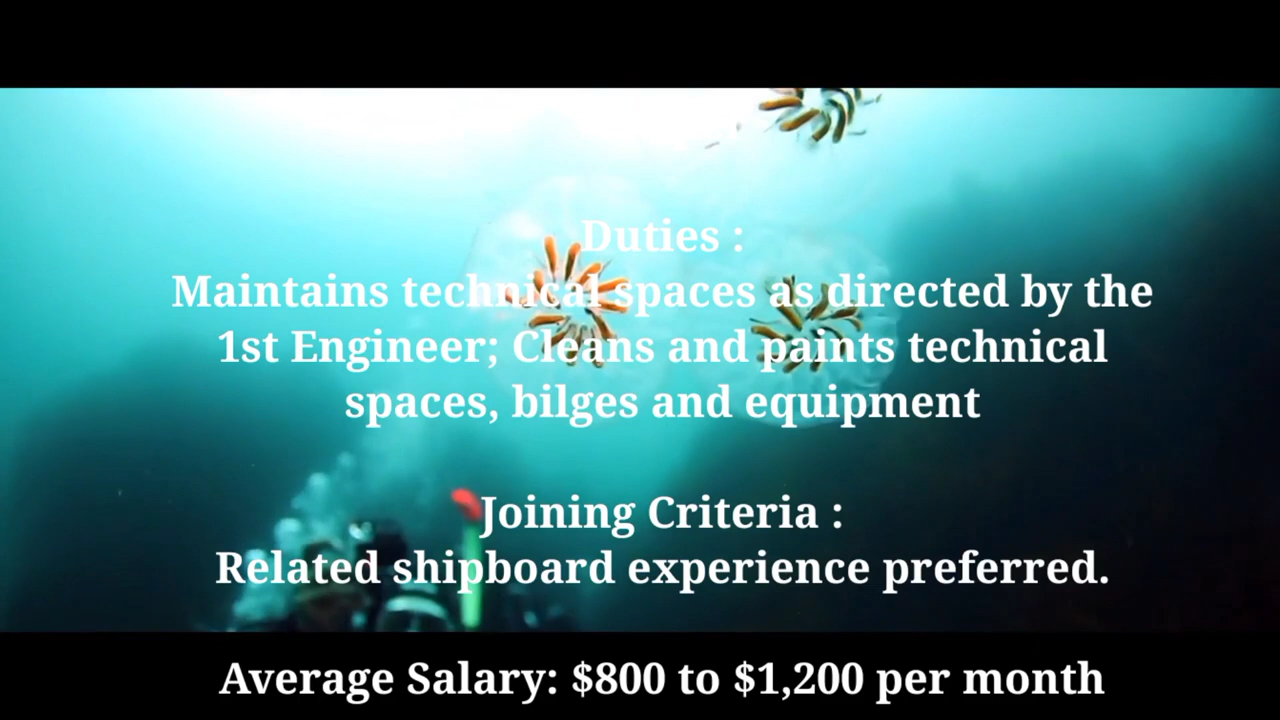 Duties :
Maintains technical spaces as directed by the
1st Engineer; Cleans and paints technical
spaces, bilges and equipment
Joining Criteria :
Related shipboard experience preferred.
Average Salary: $800 to $1,200 per month